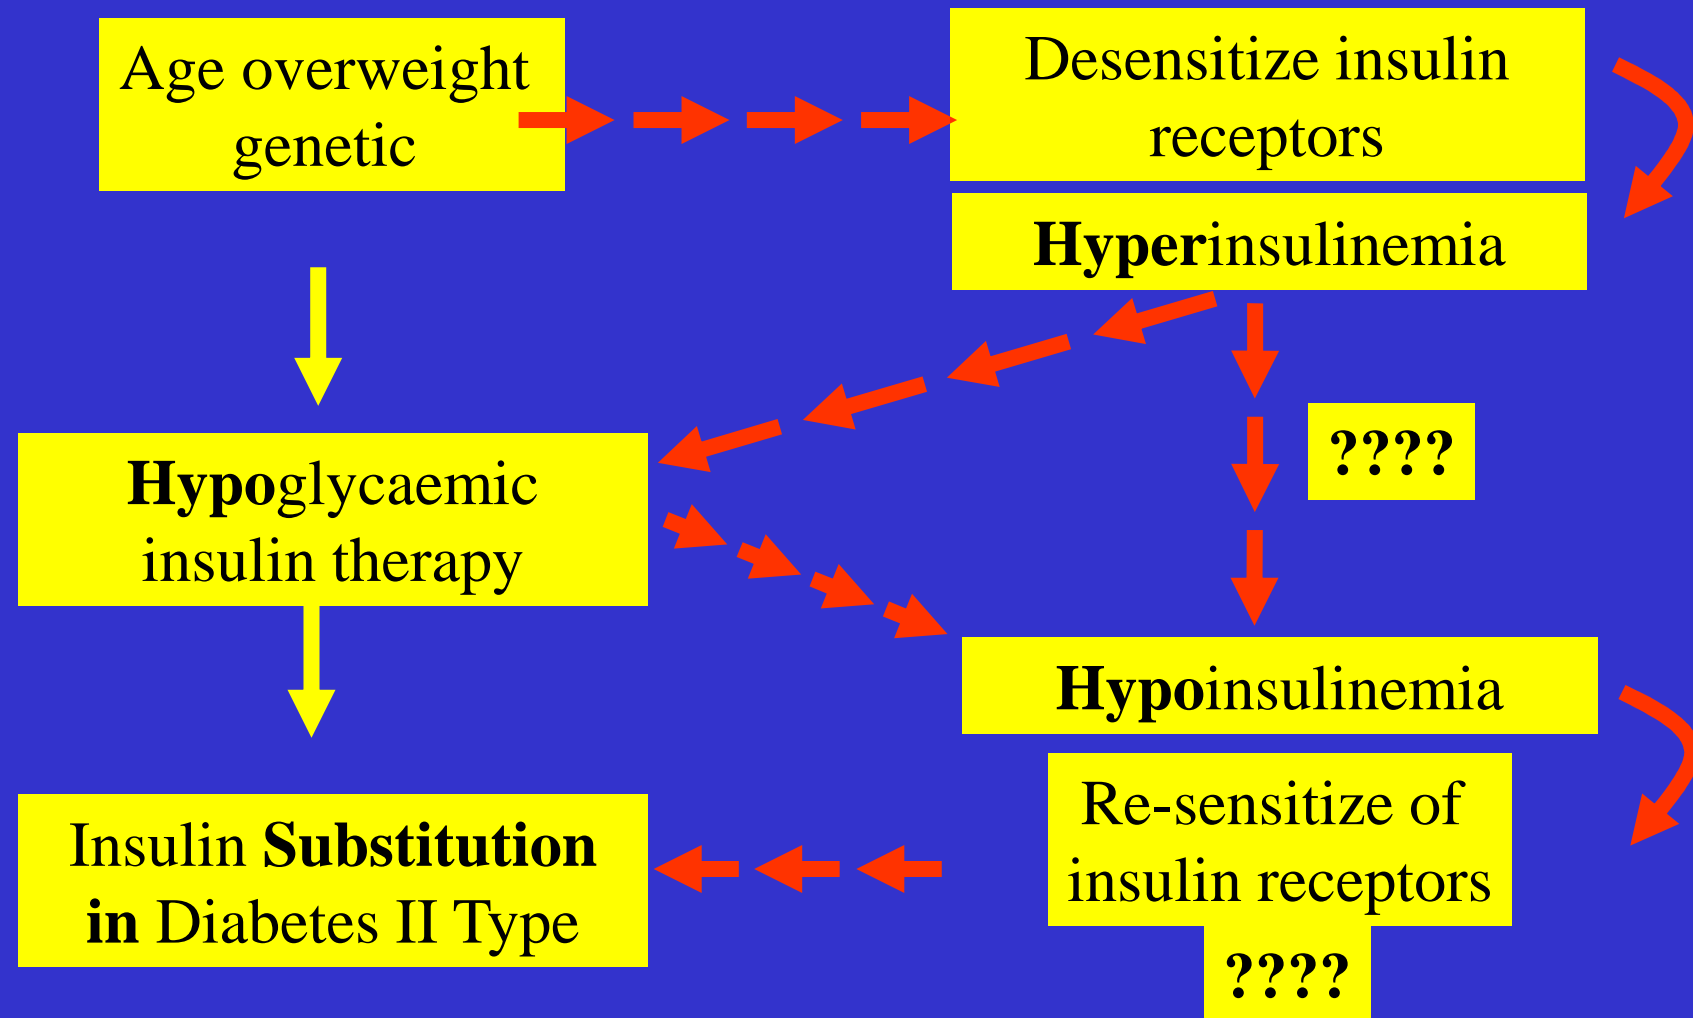 Age overweight
genetic
Desensitize insulin
receptors
Hyperinsulinemia
????
Hypoglycaemic
insulin therapy
Hypoinsulinemia
Re-sensitize of
insulin receptors
????
Insulin Substitution
in Diabetes II Type